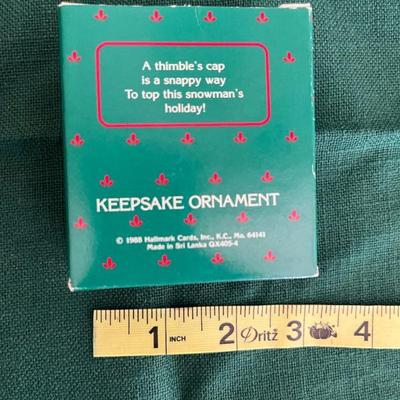 A thimble's cap
is a snappy way
To top this snowman's
holiday!
KEEPSAKE ORNAMENT
© 1988 Hallmark Cards, Inc., K.C., Mo. 64141
Made in Sri Lanka QX405-4
1 INCH 2 Dritz 3 4